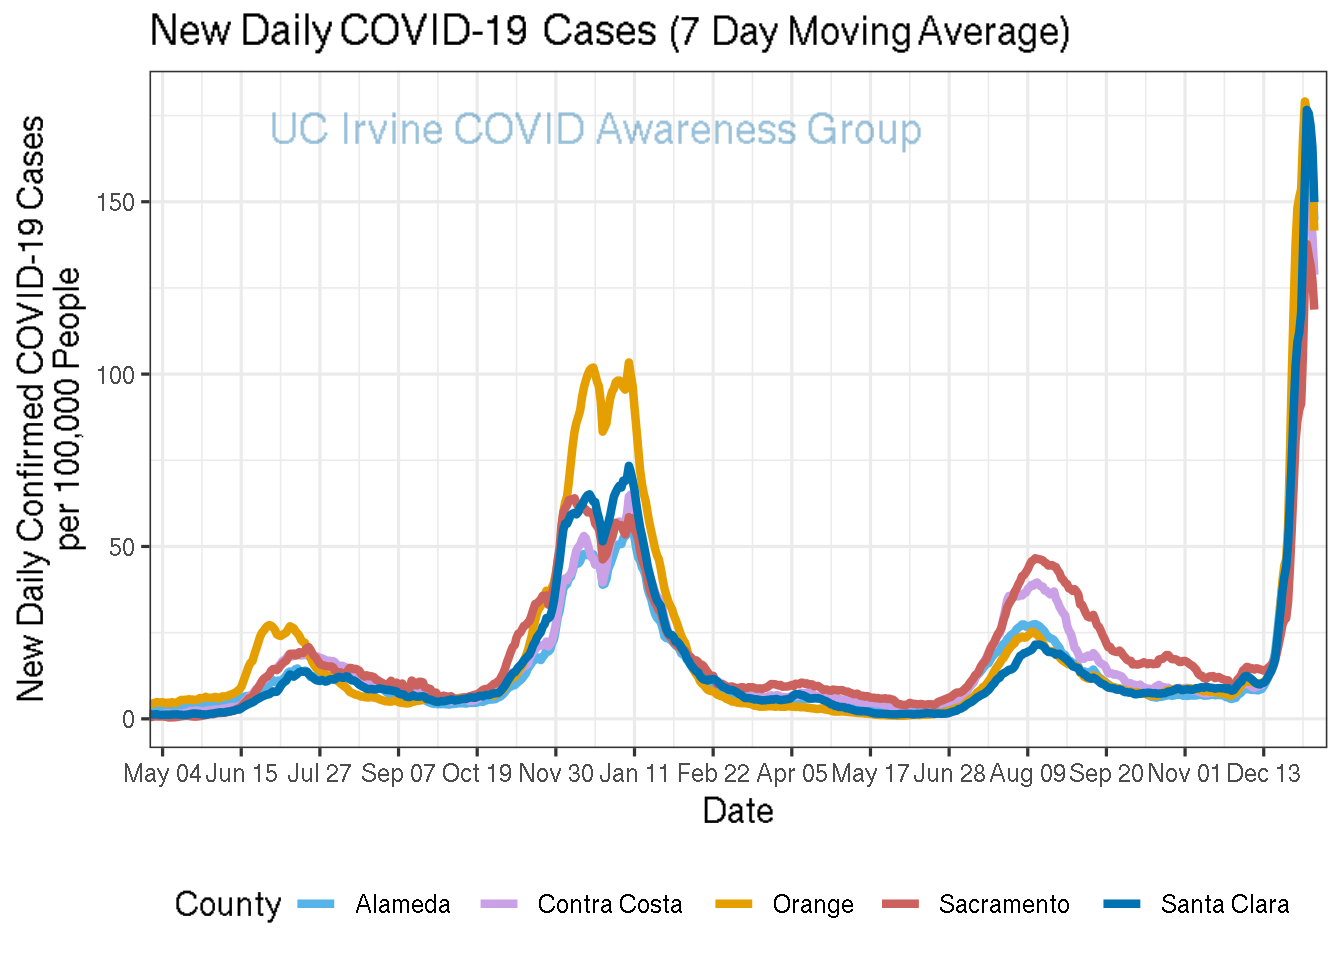 New Daily COVID-19 Cases (7 Day Moving Average)
UC Irvine COVID Awareness Group
New Daily Confirmed COVID-19 Cases
per 100,000 People
150
100
50
0
May 04 Jun 15 Jul 27 Sep 07 Oct 19 Nov 30 Jan 11 Feb 22 Apr 05 May 17 Jun 28 Aug 09 Sep 20 Nov 01 Dec 13
Date
County Alameda Contra Costa Orange Sacramento Santa Clara